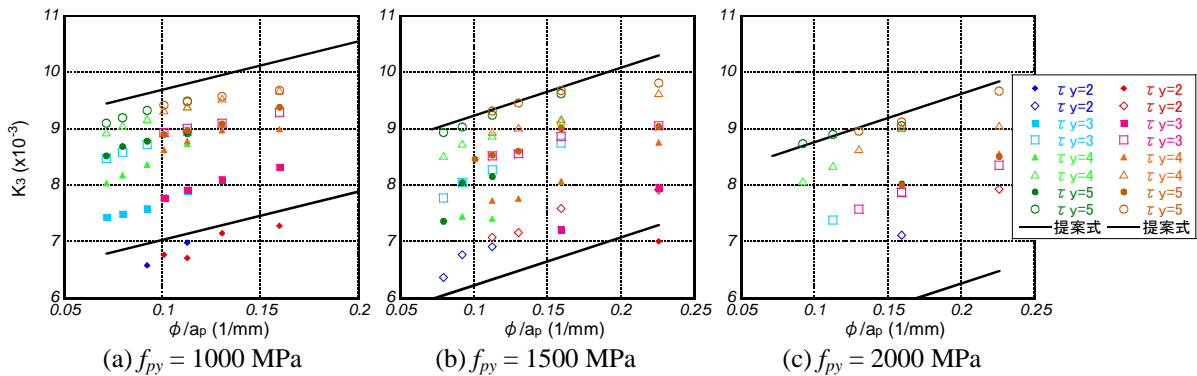 11
10
9
8
7
6
K3 (x10⁻³)
0.05 0.1 0.15 0.2
ϕ/ap (1/mm)
(a) fpy = 1000 MPa
11
10
9
8
7
6
0.05 0.1 0.15 0.2 0.25
ϕ/ap (1/mm)
(b) fpy = 1500 MPa
11
10
9
8
7
6
0.05 0.1 0.15 0.2 0.25
ϕ/ap (1/mm)
(c) fpy = 2000 MPa
τy=2 τy=2
τy=2 τy=2
τy=3 τy=3
τy=3 τy=3
τy=4 τy=4
τy=4 τy=4
τy=5 τy=5
τy=5 τy=5
提案式 提案式